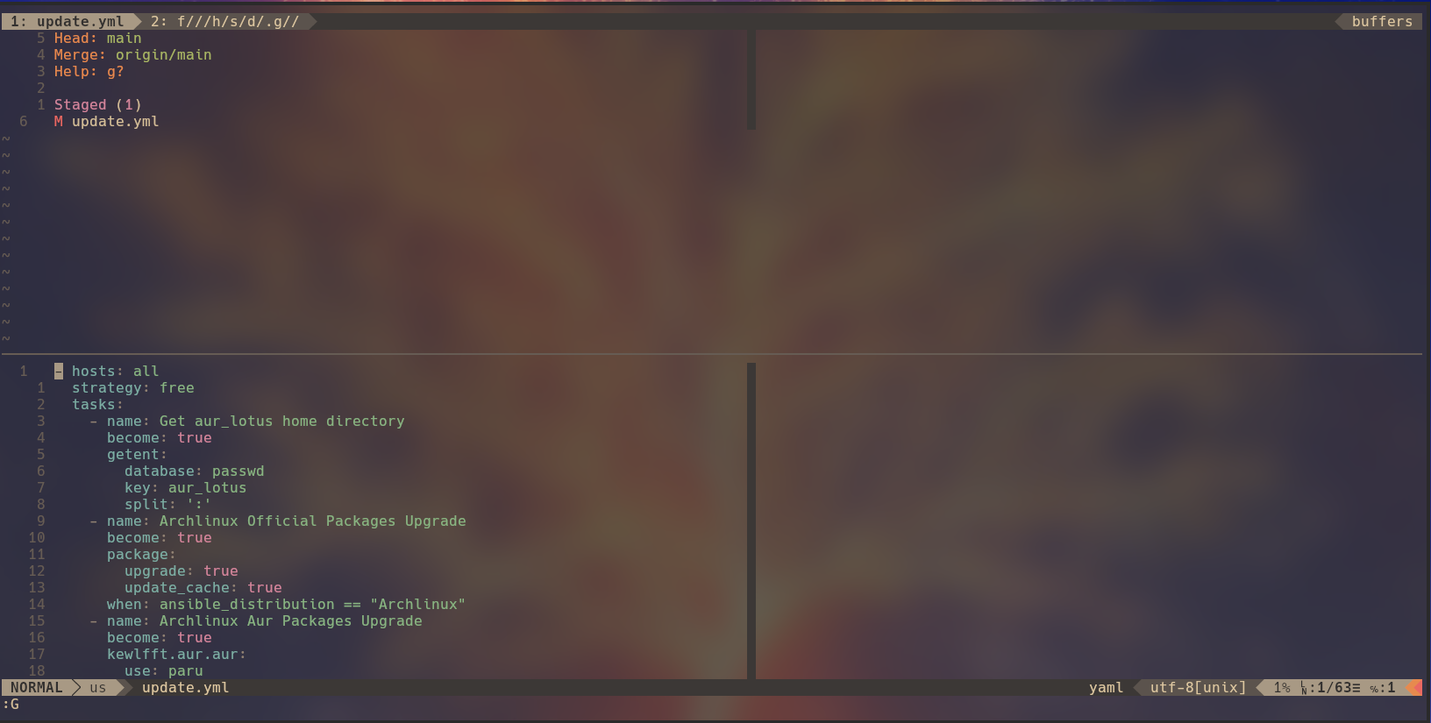 1: update.yml 2: f///h/s/d/.g// buffers
5 Head: main
4 Merge: origin/main
3 Help: g?
2
1 Staged (1)
6 M update.yml
~
~
~
~
~
~
~
~
~
~
~
~
~
1 - hosts: all
1 strategy: free
2 tasks:
3 - name: Get aur_lotus home directory
4 become: true
5 getent:
6 database: passwd
7 key: aur_lotus
8 split: ':'
9 - name: Archlinux Official Packages Upgrade
10 become: true
11 package:
12 upgrade: true
13 update_cache: true
14 when: ansible_distribution == "Archlinux"
15 - name: Archlinux Aur Packages Upgrade
16 become: true
17 kewlfft.aur.aur:
18 use: paru
NORMAL us update.yml yaml utf-8[unix] 1% ㏑:1/63≡ ℅:1
:G